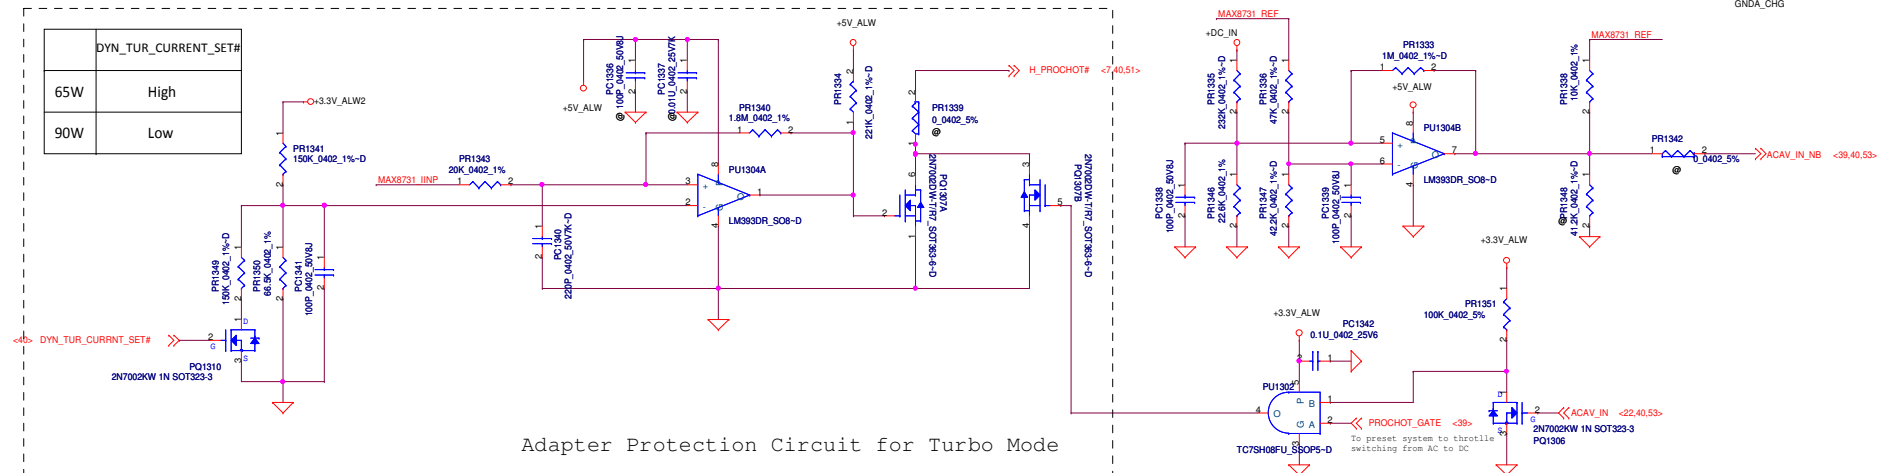 GNDA_CHG
DYN_TUR_CURRENT_SET#
65W High
90W Low
+5V_ALW
PC1336
100P_0402_50V8J
@
PC1337
0.01U_0402_25V7K
@
+5V_ALW
PR1334
221K_0402_1%~D
H_PROCHOT# <7,40,51>
PR1339
0_0402_5%
@
+3.3V_ALW2
PR1341
150K_0402_1%~D
PR1340
1.8M_0402_1%
PR1343
20K_0402_1%
MAX8731_IINP
PU1304A
LM393DR_SO8~D
PQ1307A
2N7002DW-T/R7_SOT363-6~D
PQ1307B
2N7002DW-T/R7_SOT363-6~D
PC1340
220P_0402_50V7K~D
PR1349
150K_0402_1%~D
PR1350
66.5K_0402_1%
PC1341
100P_0402_50V8J
<40> DYN_TUR_CURRNT_SET#
D
G
S
PQ1310
2N7002KW 1N SOT323-3
Adapter Protection Circuit for Turbo Mode
MAX8731_REF
+DC_IN
PR1335
232K_0402_1%~D
PR1336
47K_0402_1%~D
PR1333
1M_0402_1%~D
+5V_ALW
PU1304B
LM393DR_SO8~D
MAX8731_REF
PR1338
10K_0402_1%
PR1342
0_0402_5%
@
ACAV_IN_NB <39,40,53>
PC1338
100P_0402_50V8J
PR1346
22.6K_0402_1%
PR1347
42.2K_0402_1%~D
PC1339
100P_0402_50V8J
PR1348
@
41.2K_0402_1%~D
+3.3V_ALW
PR1351
100K_0402_5%
+3.3V_ALW
PC1342
0.1U_0402_25V6
PU1302
P B
O
G A
TC7SH08FU_SSOP5~D
PROCHOT_GATE <39>
To preset system to throttle
switching from AC to DC
D
G
S
ACAV_IN <22,40,53>
2N7002KW 1N SOT323-3
PQ1306